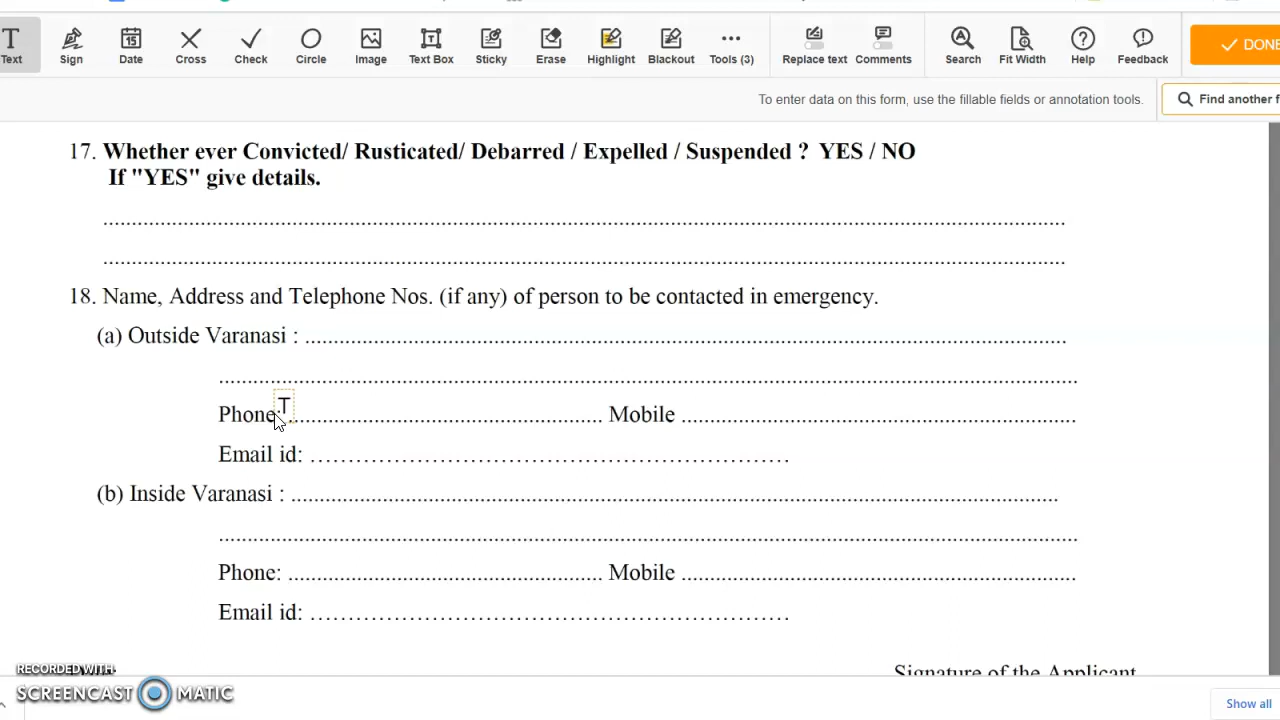 Text Sign Date Cross Check Circle Image Text Box Sticky Erase Highlight Blackout Tools (3) Replace text Comments Search Fit Width Help Feedback DONE
To enter data on this form, use the fillable fields or annotation tools. Find another f
17. Whether ever Convicted/ Rusticated/ Debarred / Expelled / Suspended ? YES / NO
If "YES" give details.
18. Name, Address and Telephone Nos. (if any) of person to be contacted in emergency.
(a) Outside Varanasi :
Phone: Mobile
Email id:
(b) Inside Varanasi :
Phone: Mobile
Email id:
Signature of the Applicant
RECORDED WITH
SCREENCAST MATIC
Show all